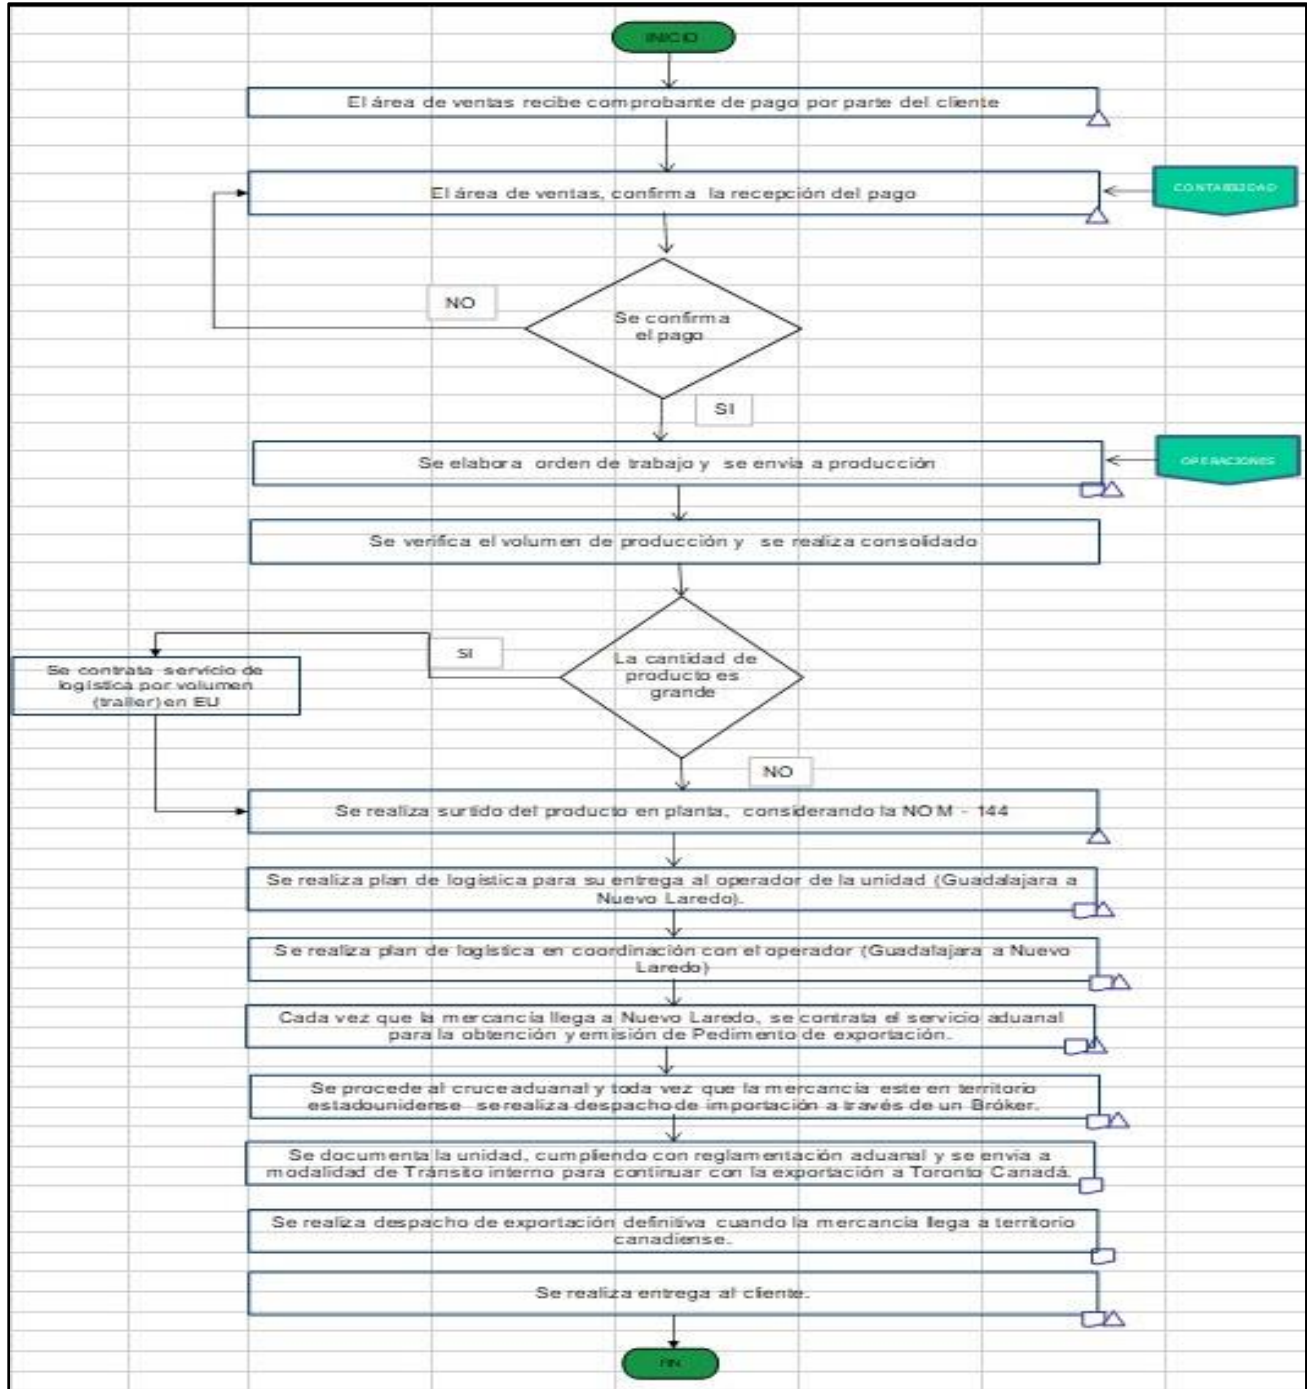 INICIO
El área de ventas recibe comprobante de pago por parte del cliente
El área de ventas, confirma la recepción del pago
CONTABILIDAD
NO
Se confirma
el pago
SI
Se elabora orden de trabajo y se envia a producción
OPERACIONES
Se verifica el volumen de producción y se realiza consolidado
SI
La cantidad de
producto es
grande
Se contrata servicio de
logística por volumen
(trailer) en EU
NO
Se realiza surtido del producto en planta, considerando la NOM - 144
Se realiza plan de logística para su entrega al operador de la unidad (Guadalajara a
Nuevo Laredo).
Se realiza plan de logística en coordinación con el operador (Guadalajara a Nuevo
Laredo)
Cada vez que la mercancía llega a Nuevo Laredo, se contrata el servicio aduanal
para la obtención y emisión de Pedimento de exportación.
Se procede al cruce aduanal y toda vez que la mercancía este en territorio
estadounidense se realiza despacho de importación a través de un Bróker.
Se documenta la unidad, cumpliendo con reglamentación aduanal y se envia a
modalidad de Tránsito interno para continuar con la exportación a Toronto Canadá.
Se realiza despacho de exportación definitiva cuando la mercancía llega a territorio
canadiense.
Se realiza entrega al cliente.
FIN